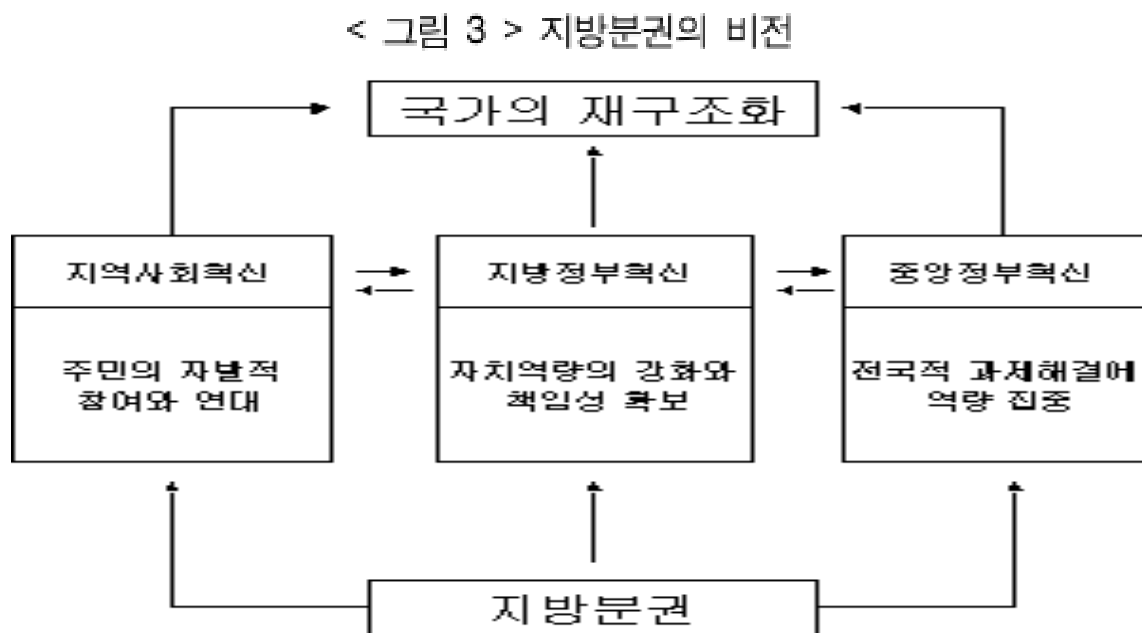 < 그림 3 > 지방분권의 비전
국가의 재구조화
지역사회혁신
지방정부혁신
중앙정부혁신
주민의 자발적
참여와 연대
자치역량의 강화와
책임성 확보
전국적 과제해결에
역량 집중
지방분권